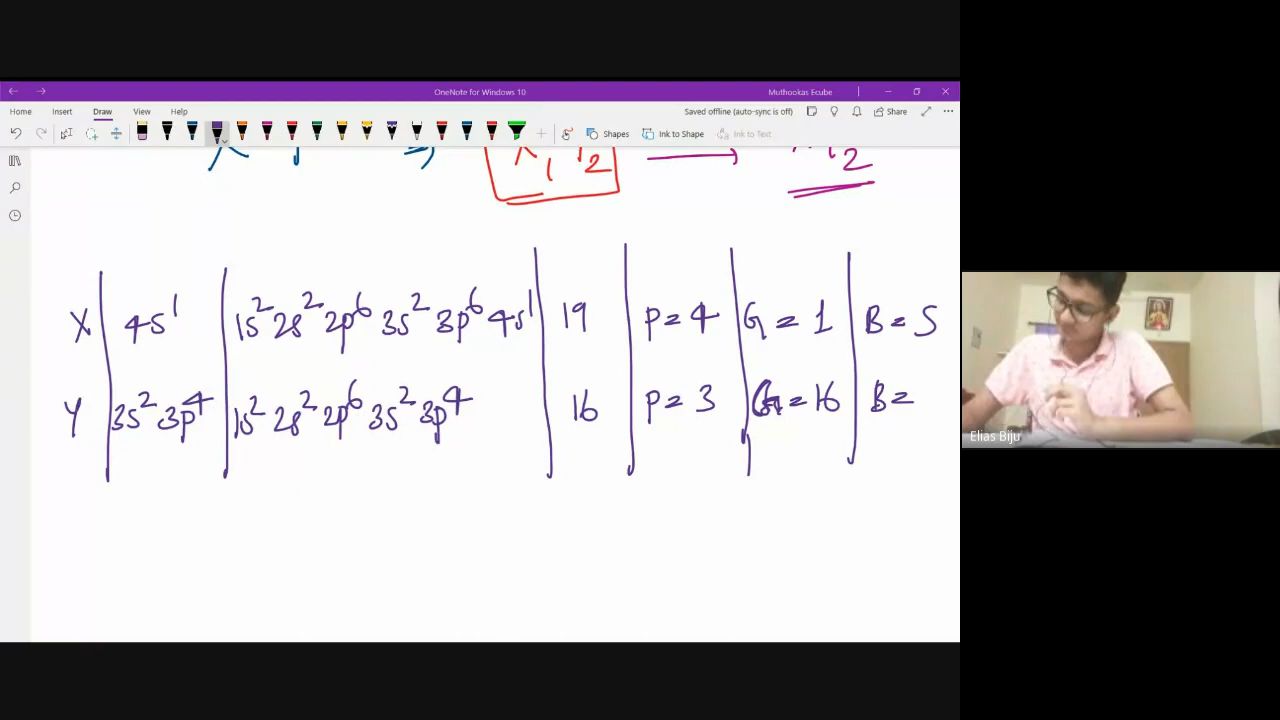 OneNote for Windows 10
Muthookas Ecube
Home Insert Draw View Help
Saved offline (auto-sync is off)
Share
Shapes
Ink to Shape
Ink to Text
X 4s¹ 1s² 2s² 2p⁶ 3s² 3p⁶ 4s¹ 19 P = 4 G = 1 B = S
Y 3s² 3p⁴ 1s² 2s² 2p⁶ 3s² 3p⁴ 16 P = 3 G = 16 B =
Elias Biju